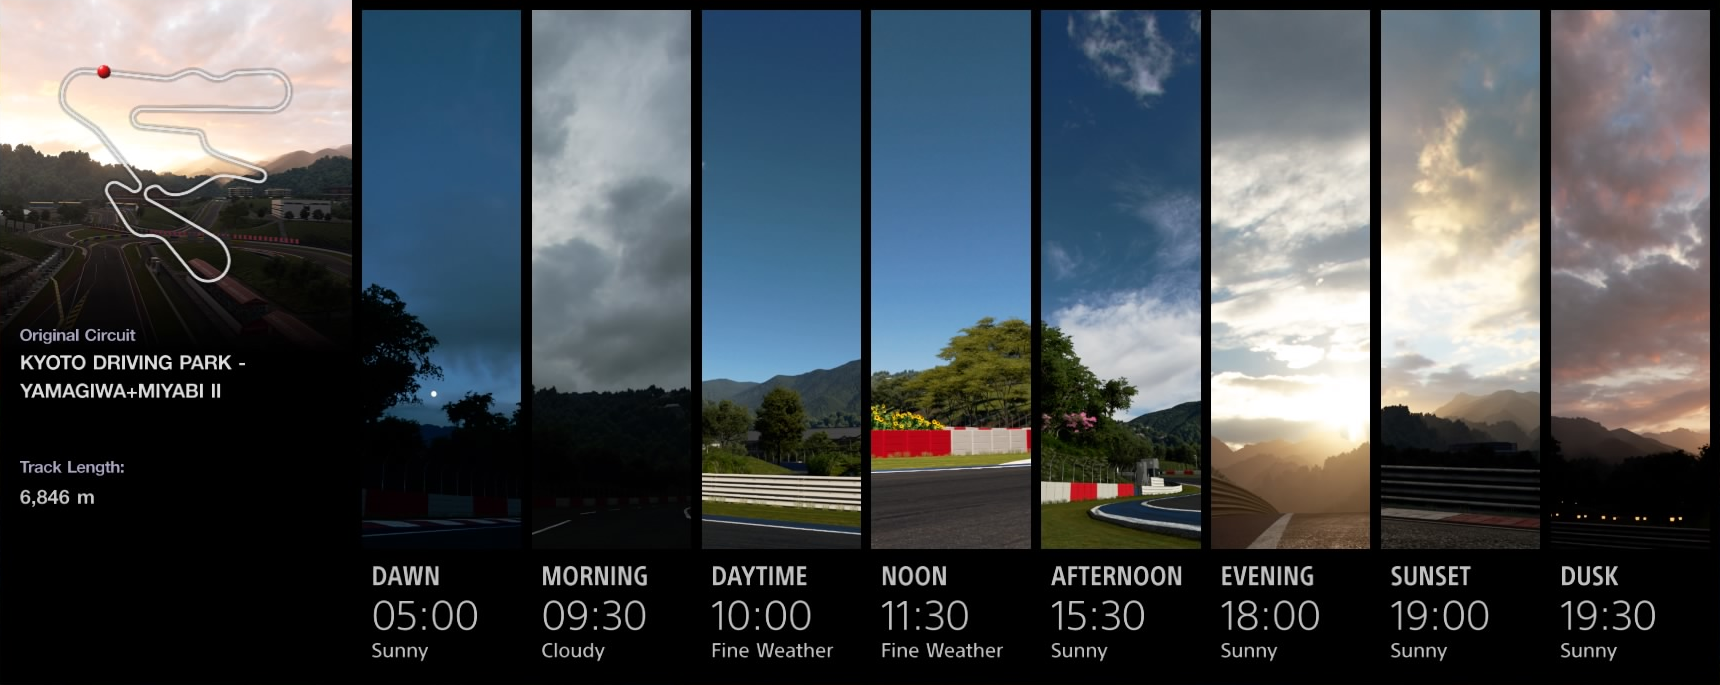 Original Circuit
KYOTO DRIVING PARK -
YAMAGIWA+MIYABI II
Track Length:
6,846 m
DAWN
05:00
Sunny
MORNING
09:30
Cloudy
DAYTIME
10:00
Fine Weather
NOON
11:30
Fine Weather
AFTERNOON
15:30
Sunny
EVENING
18:00
Sunny
SUNSET
19:00
Sunny
DUSK
19:30
Sunny